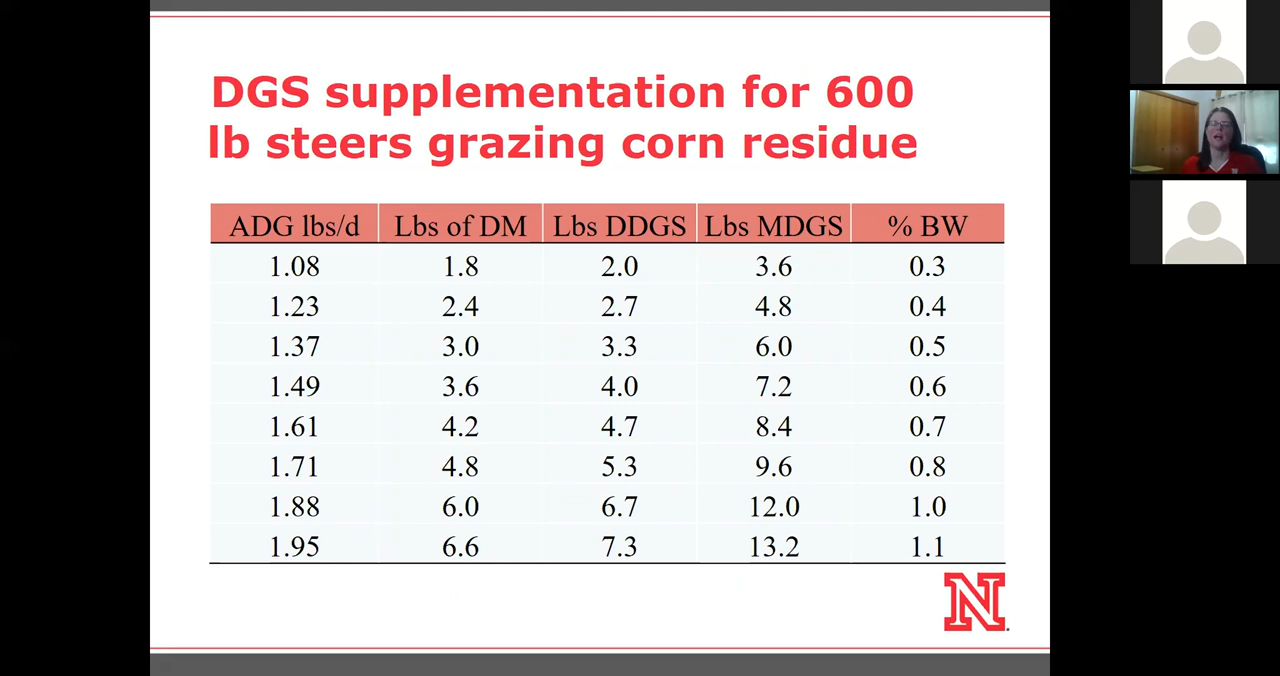 DGS supplementation for 600
lb steers grazing corn residue
ADG lbs/d Lbs of DM Lbs DDGS Lbs MDGS % BW
1.08 1.8 2.0 3.6 0.3
1.23 2.4 2.7 4.8 0.4
1.37 3.0 3.3 6.0 0.5
1.49 3.6 4.0 7.2 0.6
1.61 4.2 4.7 8.4 0.7
1.71 4.8 5.3 9.6 0.8
1.88 6.0 6.7 12.0 1.0
1.95 6.6 7.3 13.2 1.1
N